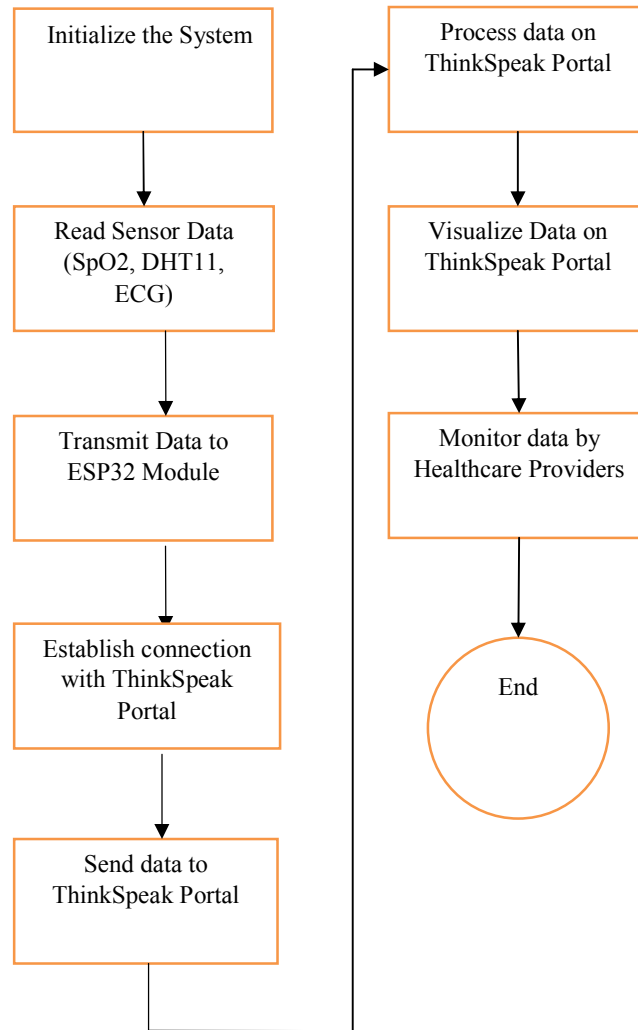 Initialize the System
Read Sensor Data
(SpO2, DHT11,
ECG)
Transmit Data to
ESP32 Module
Establish connection
with ThinkSpeak
Portal
Send data to
ThinkSpeak Portal
Process data on
ThinkSpeak Portal
Visualize Data on
ThinkSpeak Portal
Monitor data by
Healthcare Providers
End